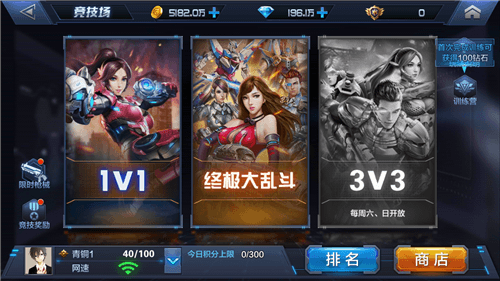 竞技场
5182.0万
196.1万
0
首次完成训练可
获得100钻石
训练营
1V1
终极大乱斗
3V3
每周六、日开放
限时枪械
竞技奖励
青铜1
40/100
今日积分上限 0/300
网速
排名
商店